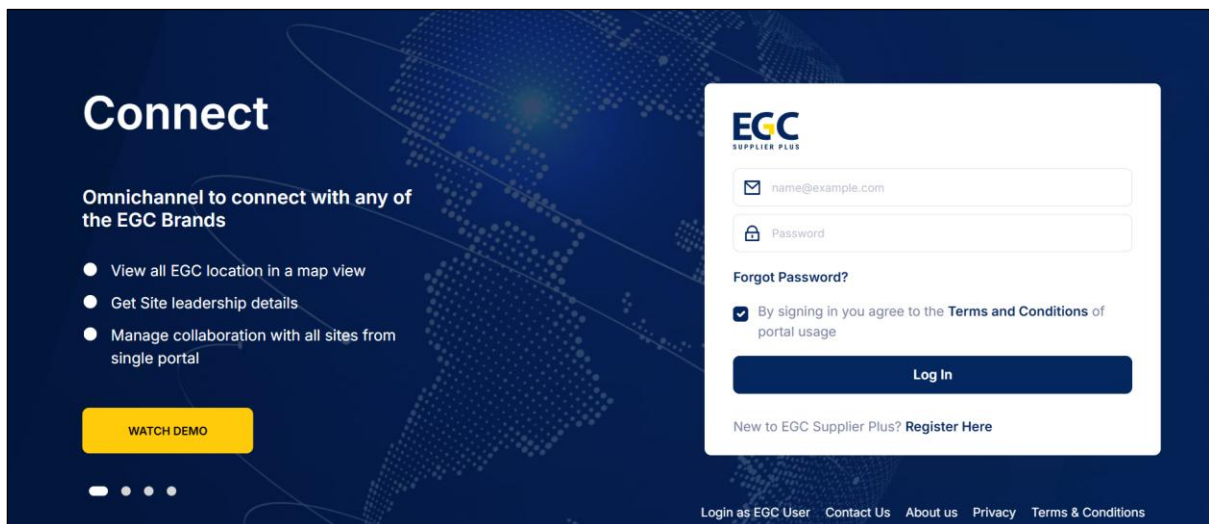 Connect
Omnichannel to connect with any of
the EGC Brands
View all EGC location in a map view
Get Site leadership details
Manage collaboration with all sites from
single portal
WATCH DEMO
EGC
SUPPLIER PLUS
name@example.com
Password
Forgot Password?
By signing in you agree to the Terms and Conditions of
portal usage
Log In
New to EGC Supplier Plus? Register Here
Login as EGC User Contact Us About us Privacy Terms & Conditions